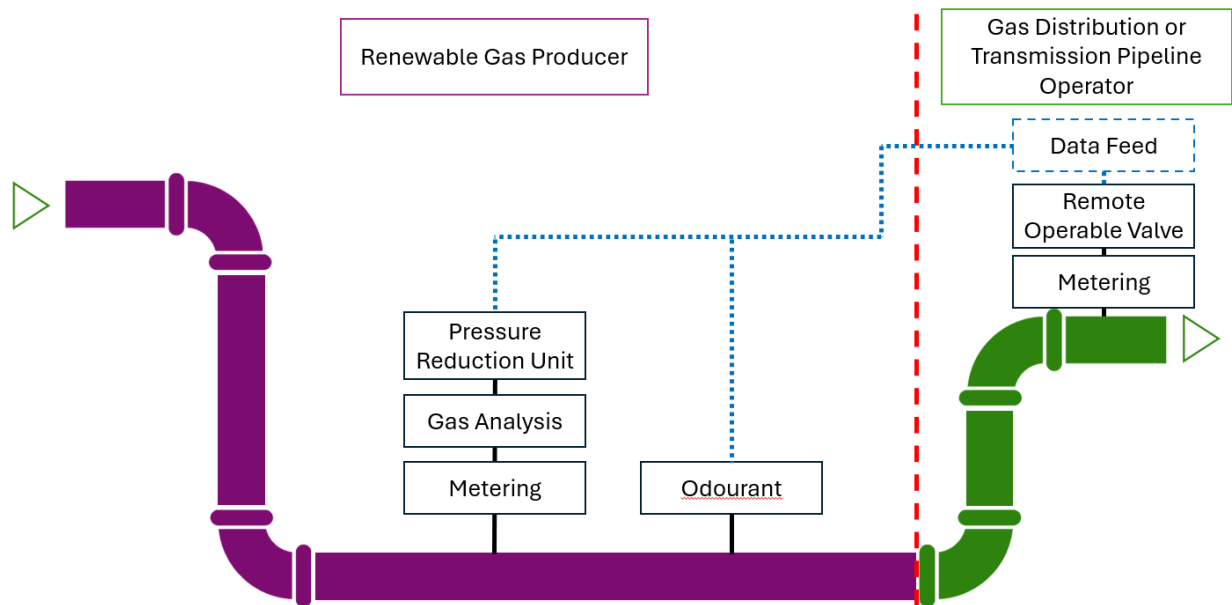 Renewable Gas Producer
Gas Distribution or
Transmission Pipeline
Operator
Data Feed
Remote
Operable Valve
Metering
Pressure
Reduction Unit
Gas Analysis
Metering
Odourant